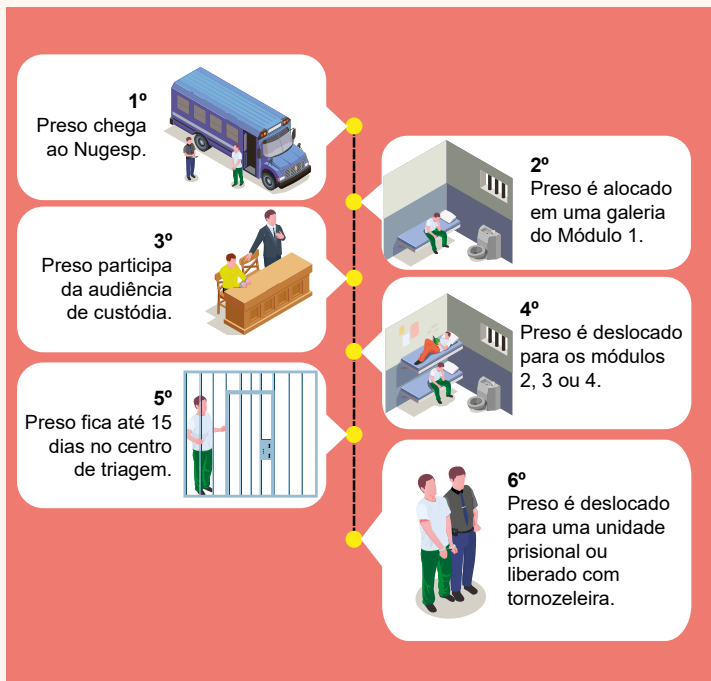 1º
Preso chega
ao Nugesp.
2º
Preso é alocado
em uma galeria
do Módulo 1.
3º
Preso participa
da audiência
de custódia.
4º
Preso é deslocado
para os módulos
2, 3 ou 4.
5º
Preso fica até 15
dias no centro
de triagem.
6º
Preso é deslocado
para uma unidade
prisional ou
liberado com
tornozeleira.